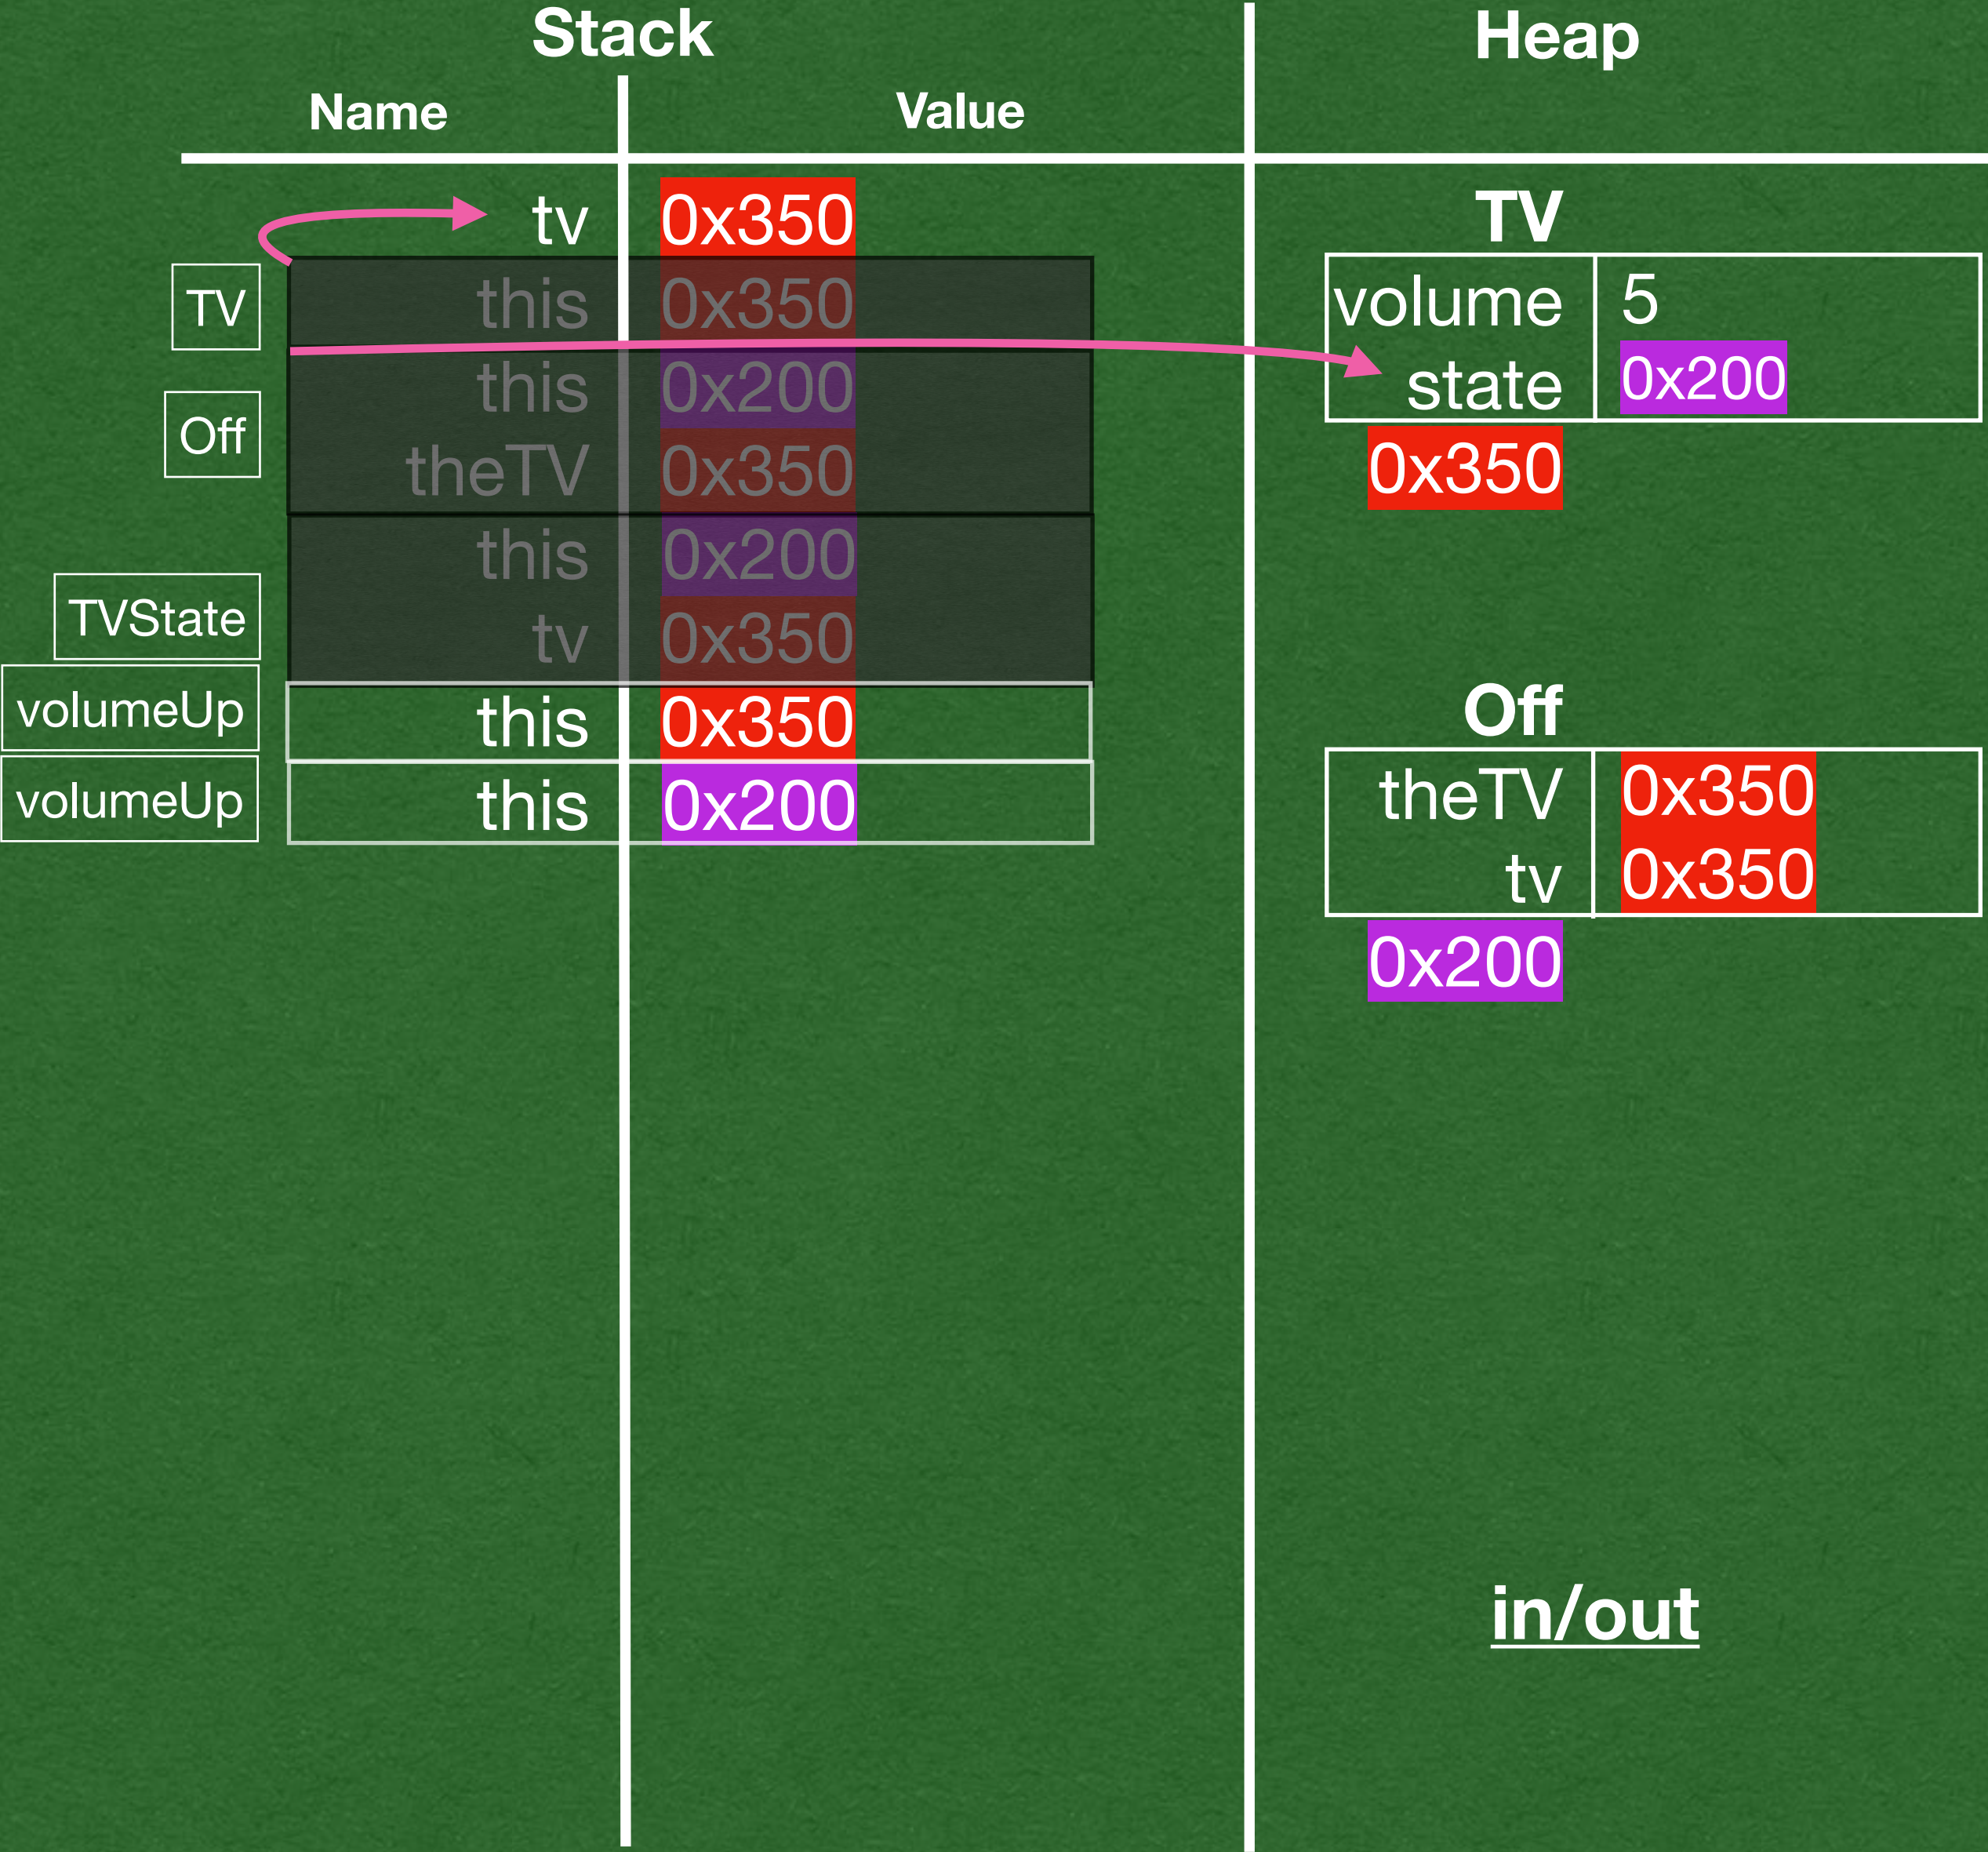 Stack
Heap
Name
Value
tv 0x350
TV
this 0x350
Off
this 0x200
theTV 0x350
TVState
this 0x200
tv 0x350
volumeUp
this 0x350
volumeUp
this 0x200
TV
volume 5
state 0x200
0x350
Off
theTV 0x350
tv 0x350
0x200
in/out